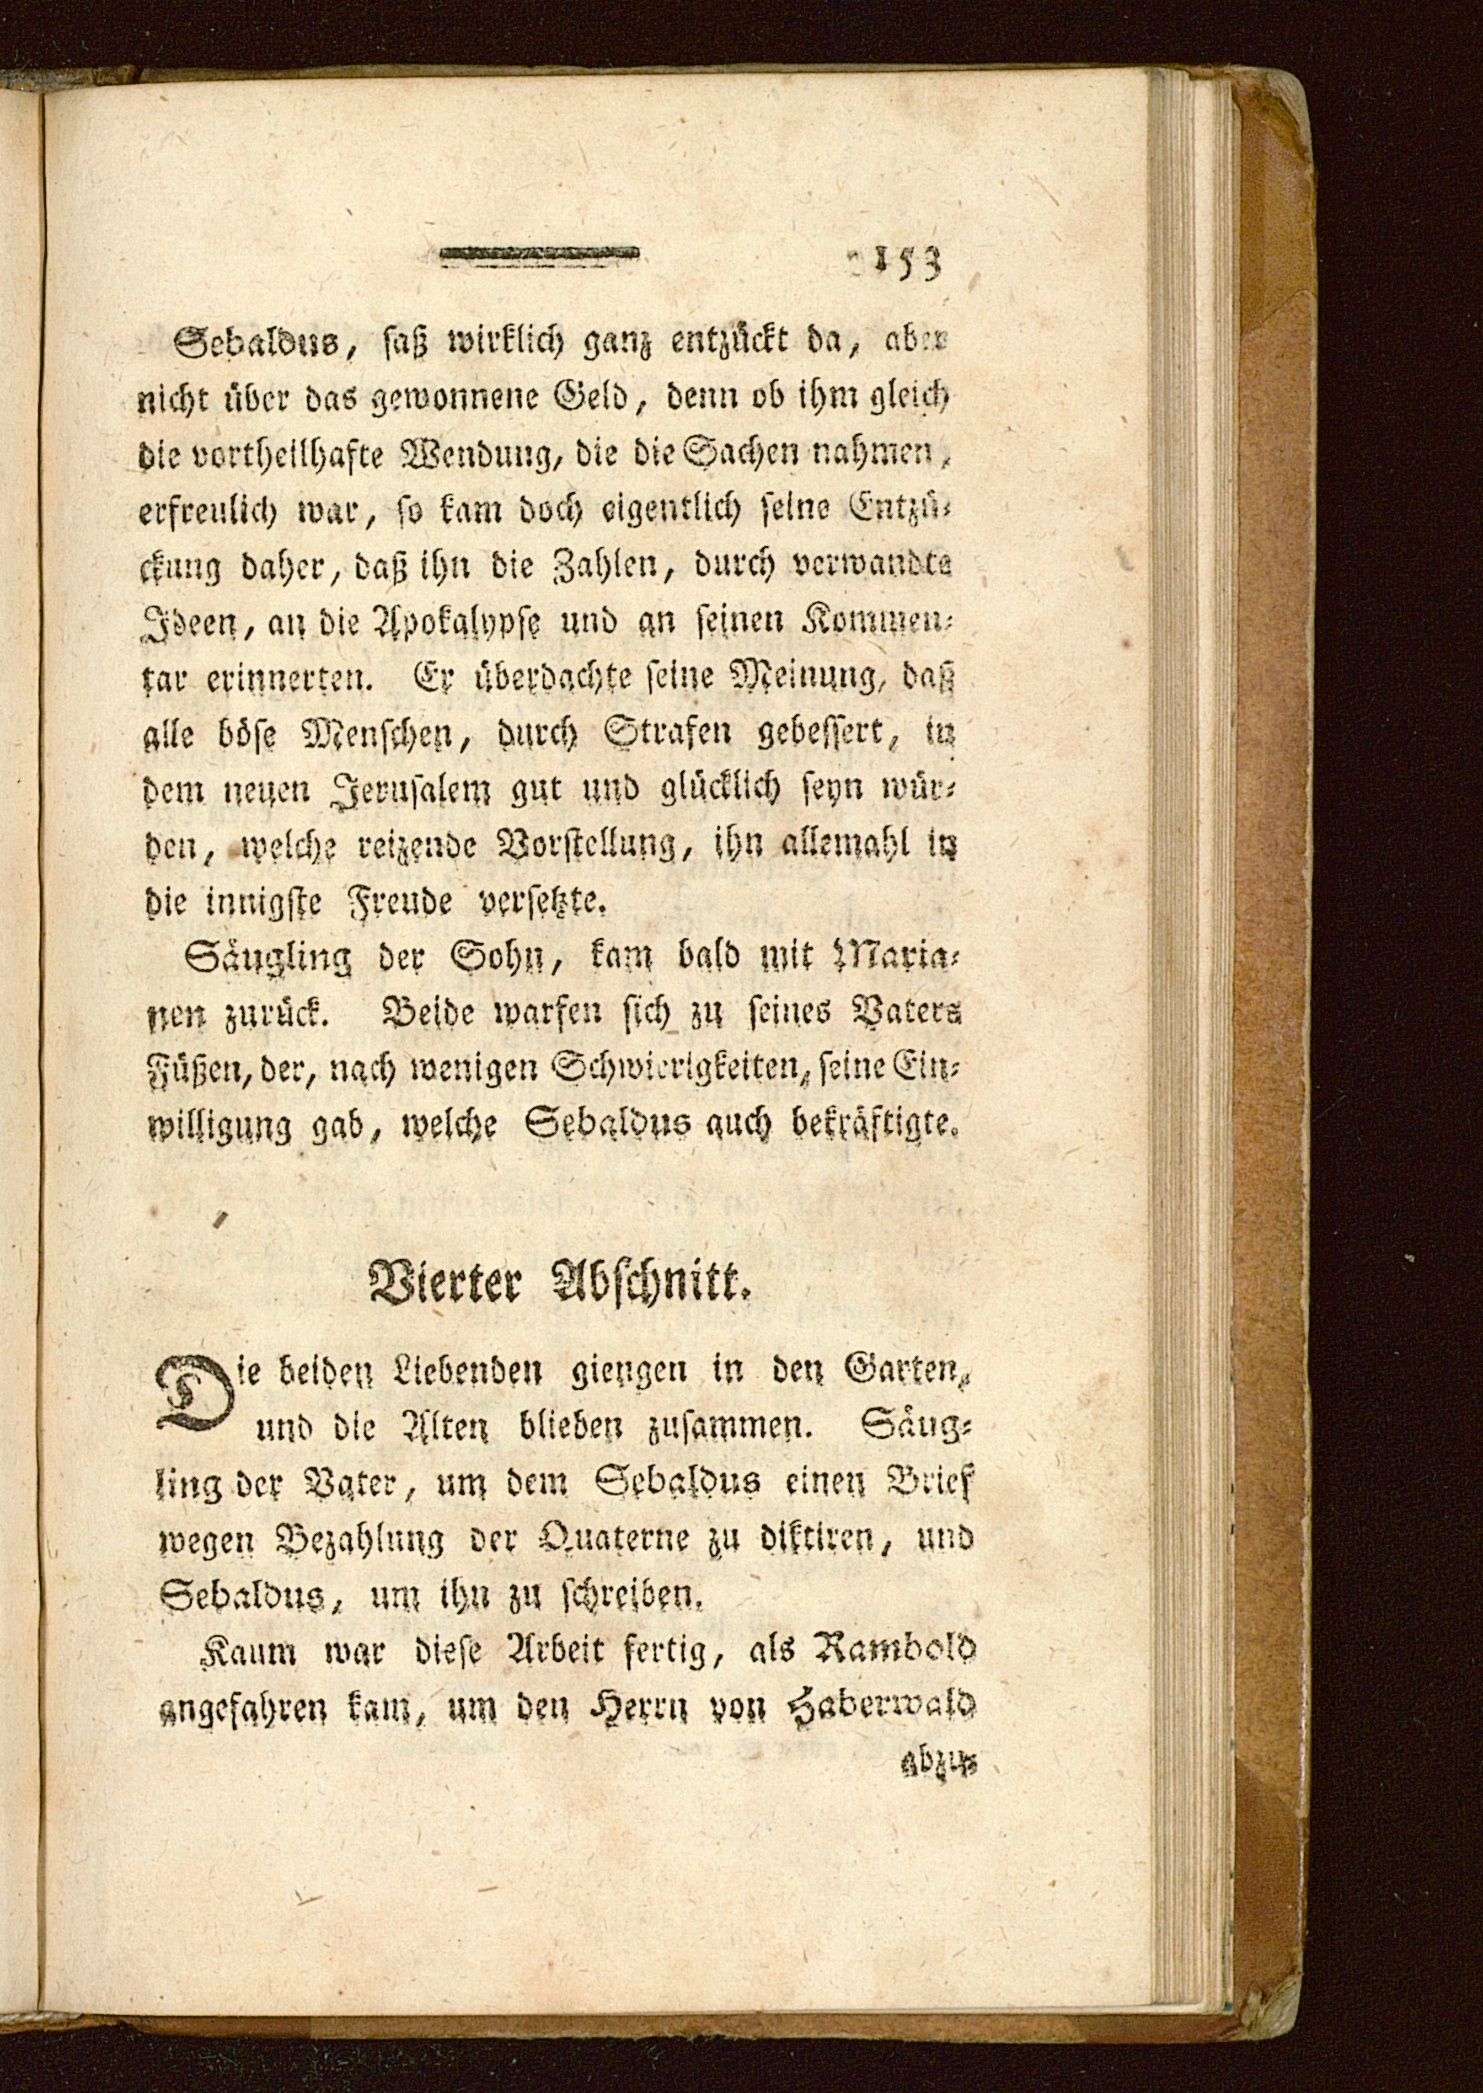 153
Sebaldus, saß wirklich ganz entzückt da, aber
nicht über das gewonnene Geld, denn ob ihm gleich
die vortheilhafte Wendung, die die Sachen nahmen,
erfreulich war, so kam doch eigentlich seine Entzü-
ckung daher, daß ihn die Zahlen, durch verwandte
Ideen, an die Apokalypse und an seinen Kommen-
tar erinnerten. Er überdachte seine Meinung, daß
alle böse Menschen, durch Strafen gebessert, in
dem neuen Jerusalem gut und glücklich seyn wür-
den, welche reizende Vorstellung, ihn allemahl in
die innigste Freude versetzte.
Säugling der Sohn, kam bald mit Maria-
nen zurück. Beide warfen sich zu seines Vaters
Füßen, der, nach wenigen Schwierigkeiten, seine Ein-
willigung gab, welche Sebaldus auch bekräftigte.
Vierter Abschnitt.
Die beiden Liebenden giengen in den Garten,
und die Alten blieben zusammen. Säug-
ling der Vater, um dem Sebaldus einen Brief
wegen Bezahlung der Quaterne zu diktiren, und
Sebaldus, um ihn zu schreiben.
Kaum war diese Arbeit fertig, als Rambold
angefahren kam, um den Herrn von Haberwald
abzu-